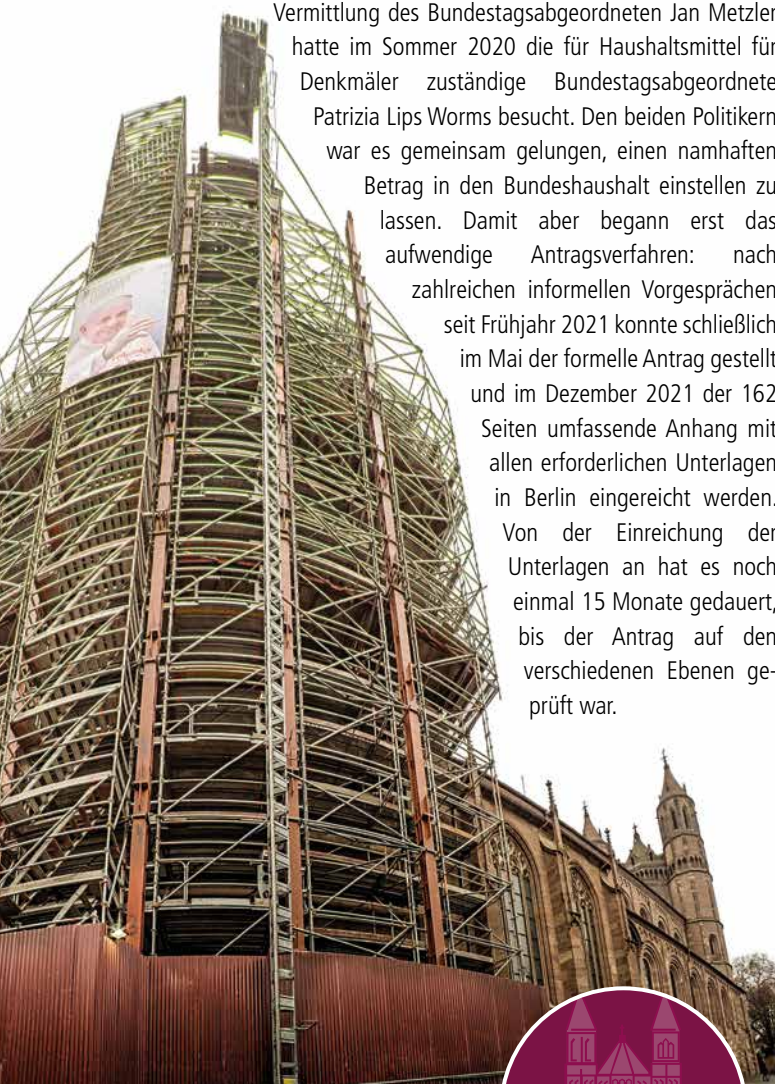 Vermittlung des Bundestagsabgeordneten Jan Metzler
hatte im Sommer 2020 die für Haushaltsmittel für
Denkmäler zuständige Bundestagsabgeordnete
Patrizia Lips Worms besucht. Den beiden Politikern
war es gemeinsam gelungen, einen namhaften
Betrag in den Bundeshaushalt einstellen zu
lassen. Damit aber begann erst das
aufwendige Antragsverfahren: nach
zahlreichen informellen Vorgesprächen
seit Frühjahr 2021 konnte schließlich
im Mai der formelle Antrag gestellt
und im Dezember 2021 der 162
Seiten umfassende Anhang mit
allen erforderlichen Unterlagen
in Berlin eingereicht werden.
Von der Einreichung der
Unterlagen an hat es noch
einmal 15 Monate gedauert,
bis der Antrag auf den
verschiedenen Ebenen ge-
prüft war.